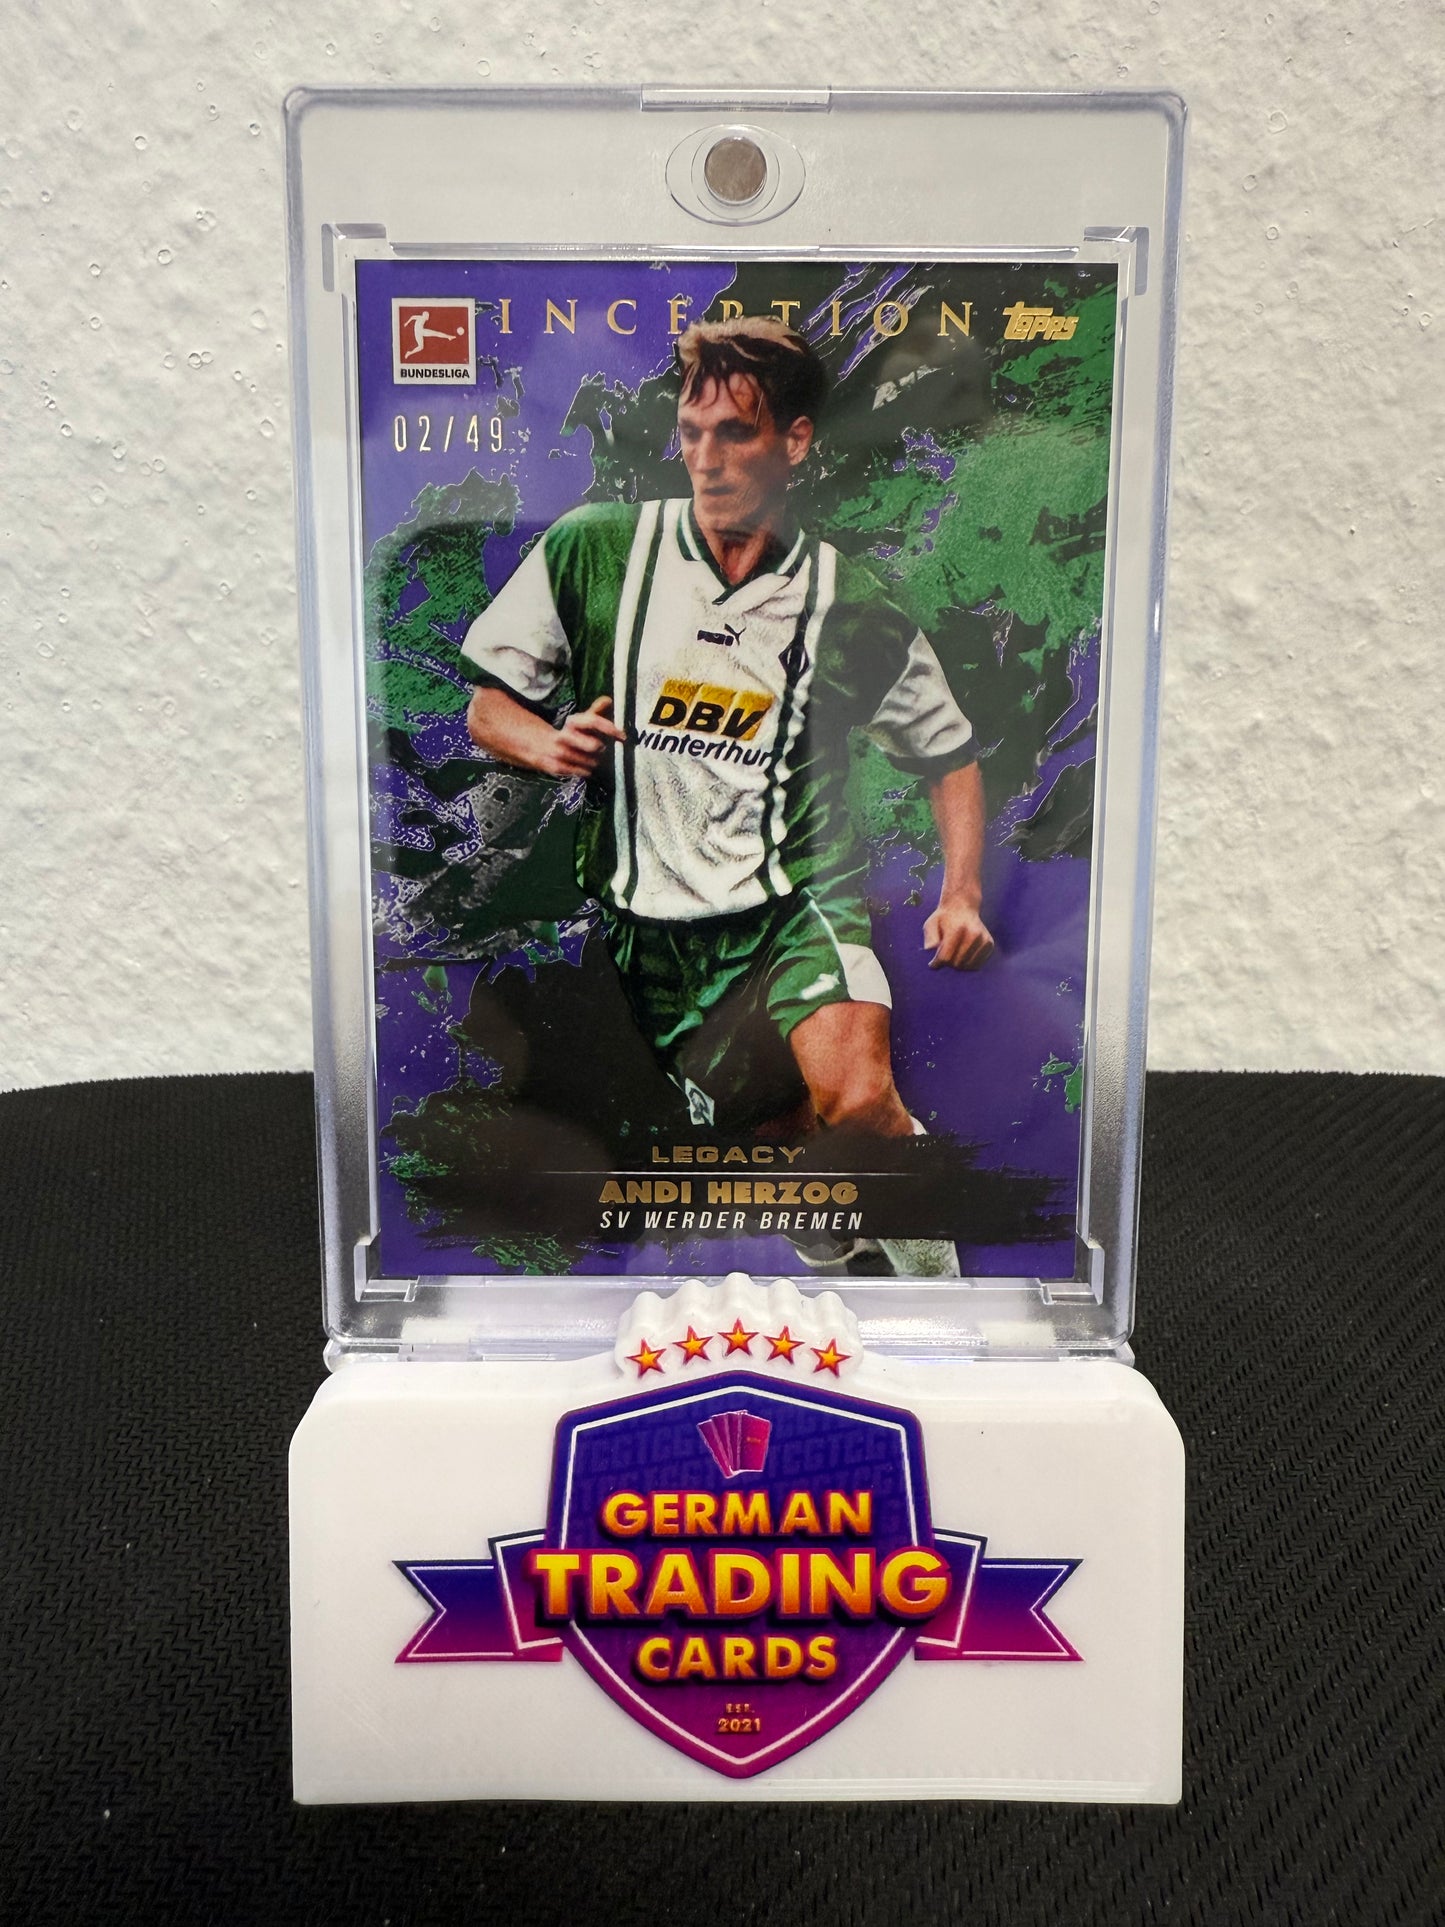 INCEPTION
TOPPS
BUNDESLIGA
02/49
DBV
winterthur
LEGACY
ANDI HERZOG
SV WERDER BREMEN
GERMAN
TRADING
CARDS
EST.
2021